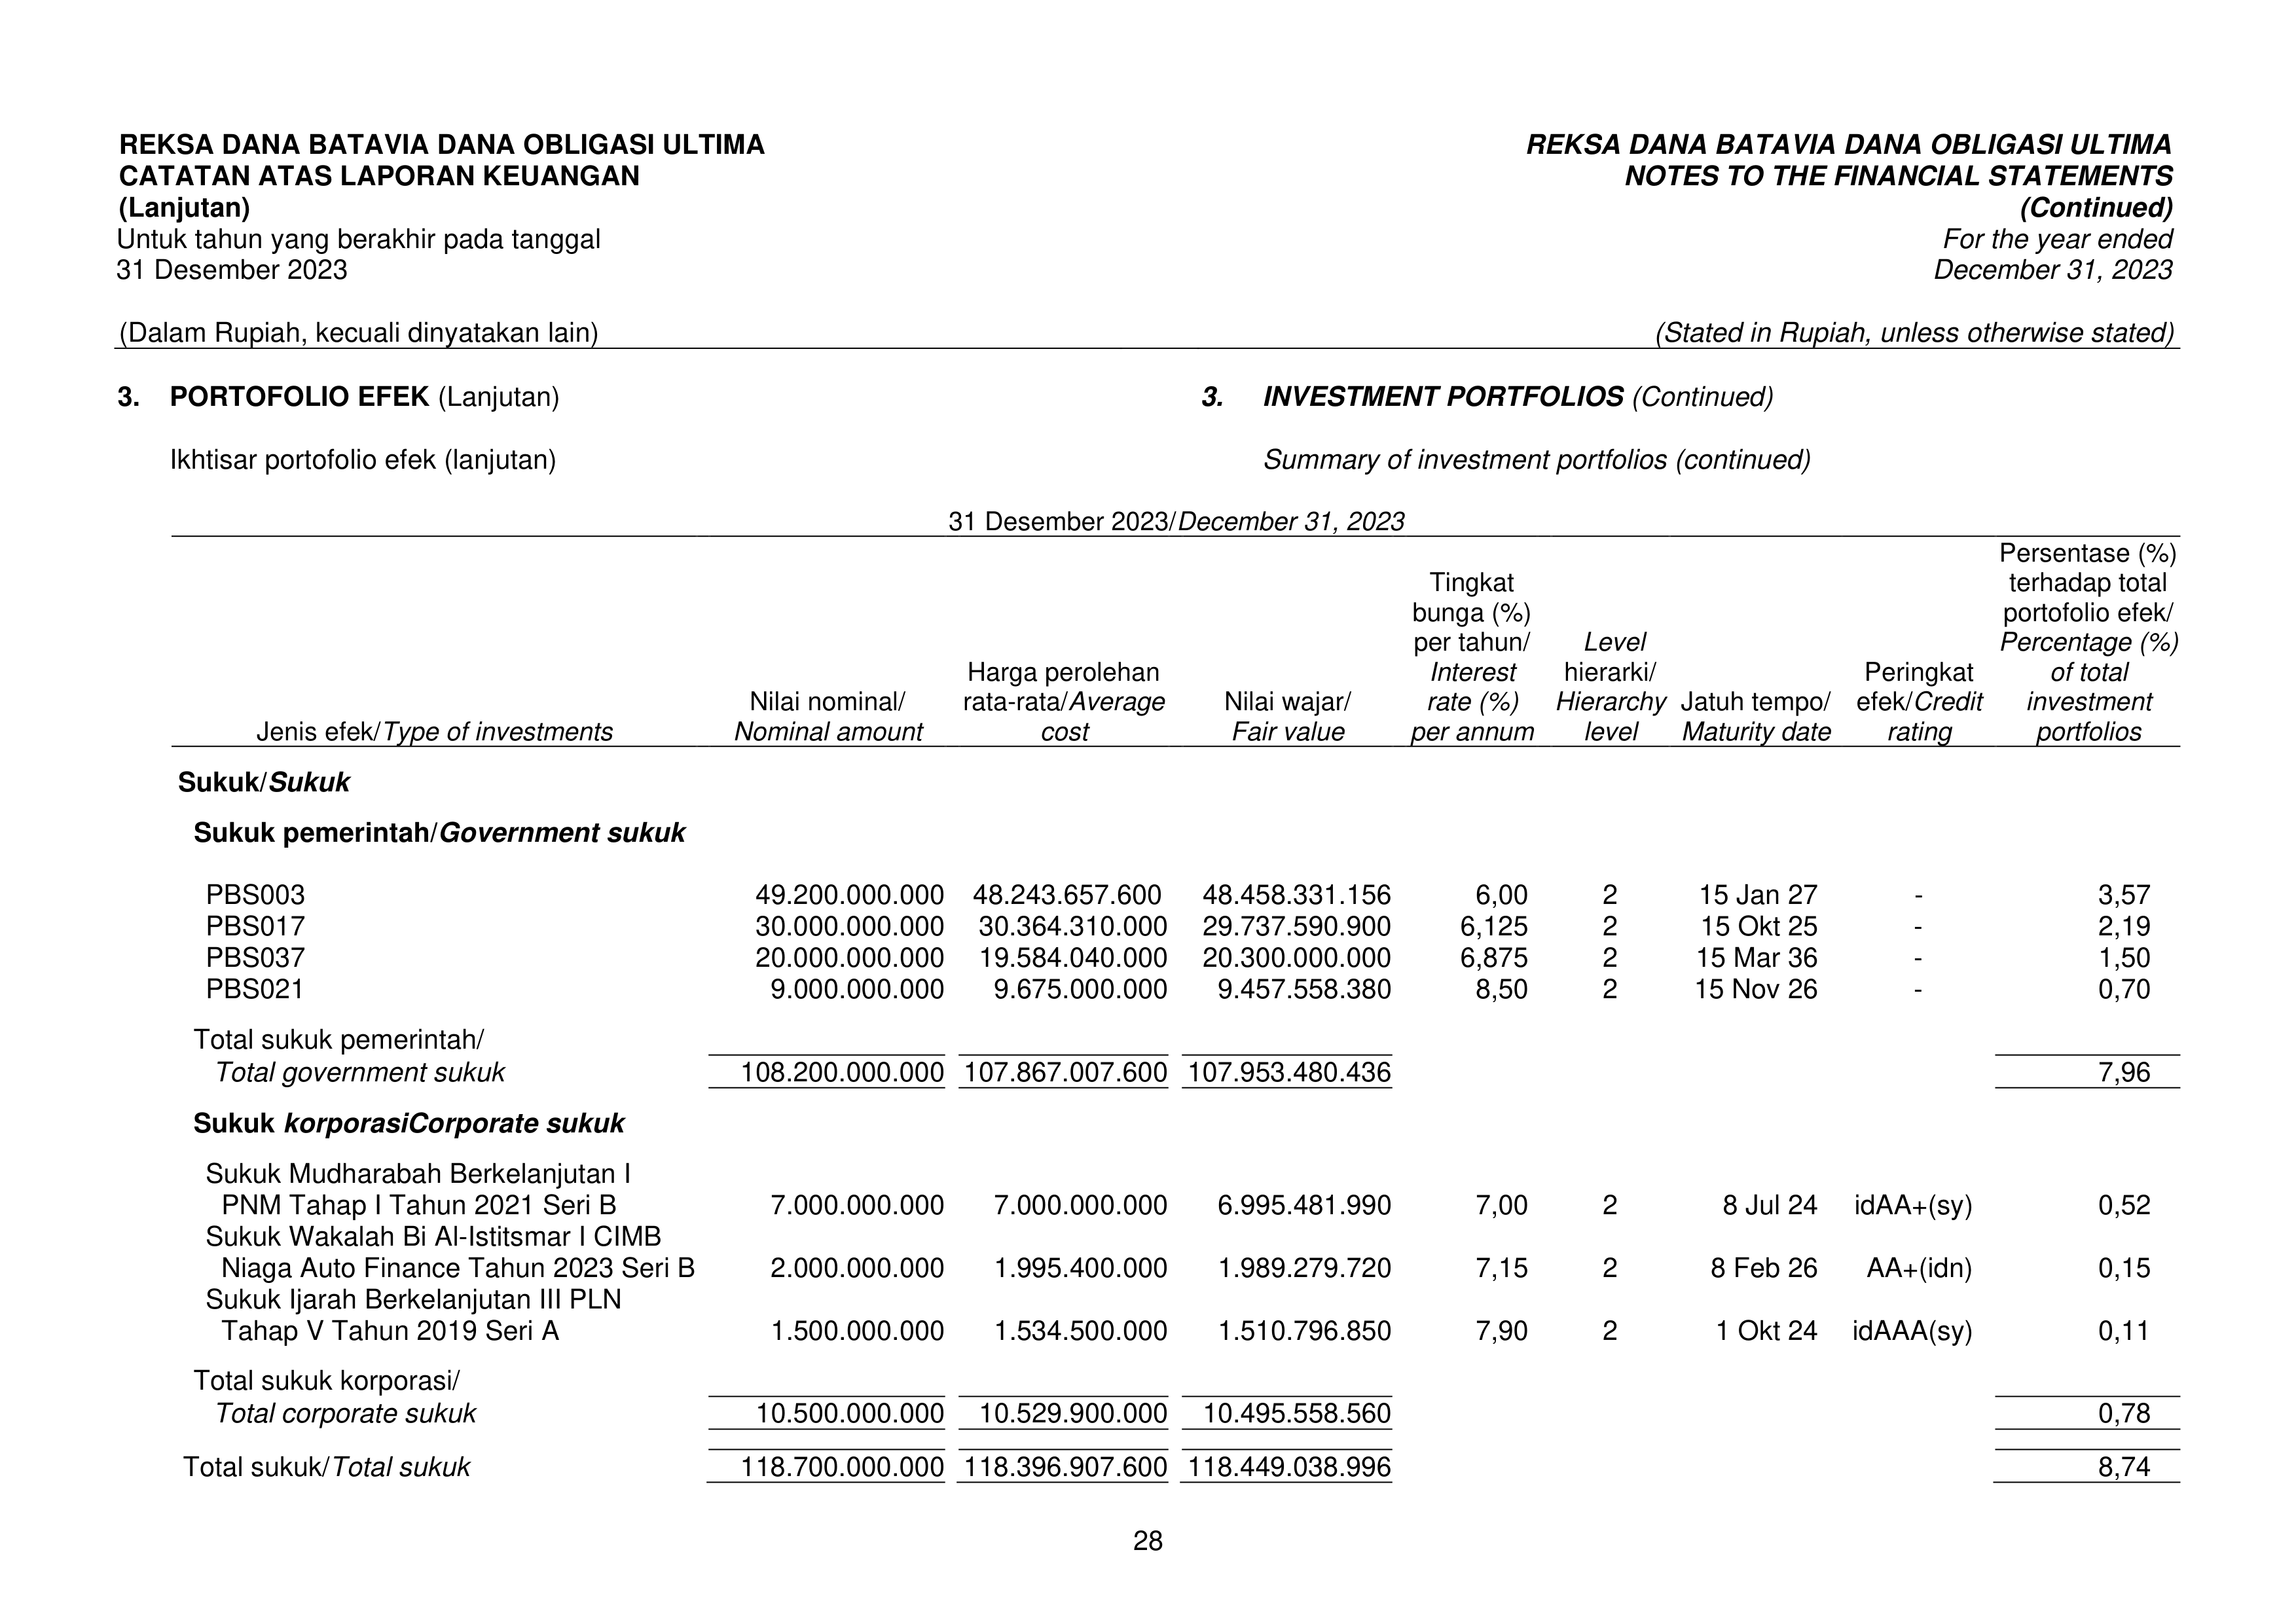 REKSA DANA BATAVIA DANA OBLIGASI ULTIMA
CATATAN ATAS LAPORAN KEUANGAN
(Lanjutan)
Untuk tahun yang berakhir pada tanggal
31 Desember 2023
(Dalam Rupiah, kecuali dinyatakan lain)
REKSA DANA BATAVIA DANA OBLIGASI ULTIMA
NOTES TO THE FINANCIAL STATEMENTS
(Continued)
For the year ended
December 31, 2023
(Stated in Rupiah, unless otherwise stated)
3. PORTOFOLIO EFEK (Lanjutan)
3. INVESTMENT PORTFOLIOS (Continued)
Ikhtisar portofolio efek (lanjutan)
Summary of investment portfolios (continued)
31 Desember 2023/December 31, 2023
Jenis efek/Type of investments
Nilai nominal/
Nominal amount
Harga perolehan
rata-rata/Average
cost
Nilai wajar/
Fair value
Tingkat
bunga (%)
per tahun/
Interest
rate (%)
per annum
Level
hierarki/
Hierarchy
level
Jatuh tempo/
Maturity date
Peringkat
efek/Credit
rating
Persentase (%)
terhadap total
portofolio efek/
Percentage (%)
of total
investment
portfolios
Sukuk/Sukuk
Sukuk pemerintah/Government sukuk
PBS003 49.200.000.000 48.243.657.600 48.458.331.156 6,00 2 15 Jan 27 - 3,57
PBS017 30.000.000.000 30.364.310.000 29.737.590.900 6,125 2 15 Okt 25 - 2,19
PBS037 20.000.000.000 19.584.040.000 20.300.000.000 6,875 2 15 Mar 36 - 1,50
PBS021 9.000.000.000 9.675.000.000 9.457.558.380 8,50 2 15 Nov 26 - 0,70
Total sukuk pemerintah/
Total government sukuk 108.200.000.000 107.867.007.600 107.953.480.436 7,96
Sukuk korporasiCorporate sukuk
Sukuk Mudharabah Berkelanjutan I
PNM Tahap I Tahun 2021 Seri B 7.000.000.000 7.000.000.000 6.995.481.990 7,00 2 8 Jul 24 idAA+(sy) 0,52
Sukuk Wakalah Bi Al-Istitsmar I CIMB
Niaga Auto Finance Tahun 2023 Seri B 2.000.000.000 1.995.400.000 1.989.279.720 7,15 2 8 Feb 26 AA+(idn) 0,15
Sukuk Ijarah Berkelanjutan III PLN
Tahap V Tahun 2019 Seri A 1.500.000.000 1.534.500.000 1.510.796.850 7,90 2 1 Okt 24 idAAA(sy) 0,11
Total sukuk korporasi/
Total corporate sukuk 10.500.000.000 10.529.900.000 10.495.558.560 0,78
Total sukuk/Total sukuk 118.700.000.000 118.396.907.600 118.449.038.996 8,74
28